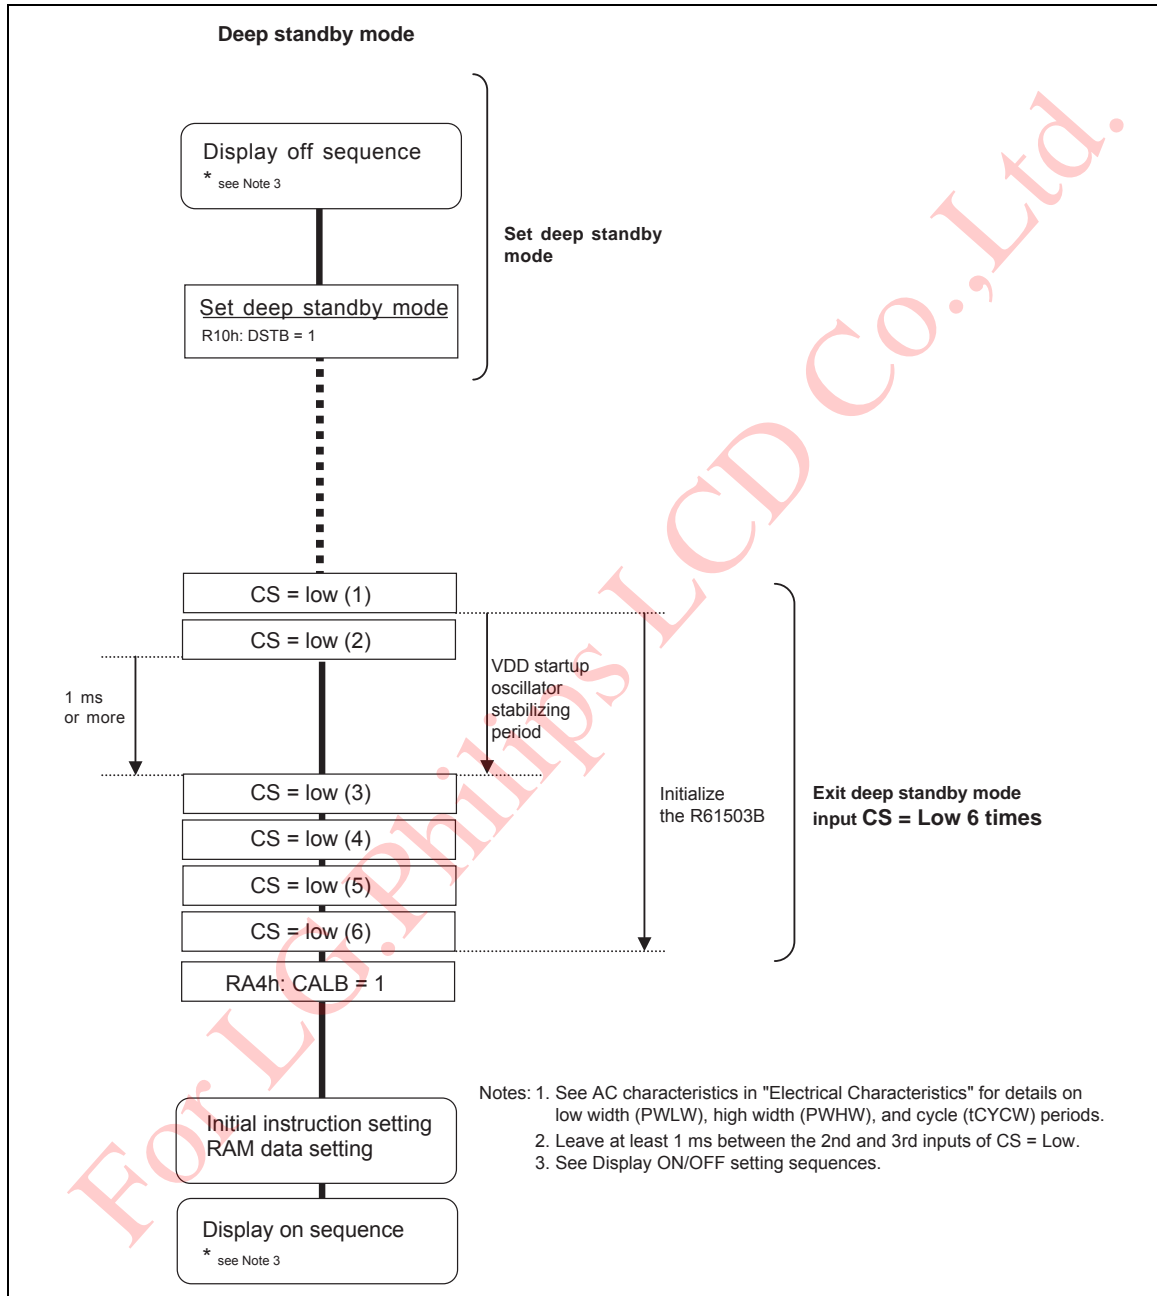 Deep standby mode
Display off sequence
* see Note 3
Set deep standby
mode
Set deep standby mode
R10h: DSTB = 1
CS = low (1)
CS = low (2)
1 ms
or more
VDD startup
oscillator
stabilizing
period
CS = low (3)
CS = low (4)
CS = low (5)
CS = low (6)
Initialize
the R61503B
Exit deep standby mode
input CS = Low 6 times
RA4h: CALB = 1
Initial instruction setting
RAM data setting
Display on sequence
* see Note 3
Notes: 1. See AC characteristics in "Electrical Characteristics" for details on
low width (PWLW), high width (PWHW), and cycle (tCYCW) periods.
2. Leave at least 1 ms between the 2nd and 3rd inputs of CS = Low.
3. See Display ON/OFF setting sequences.
For LG.Philips LCD Co.,Ltd.